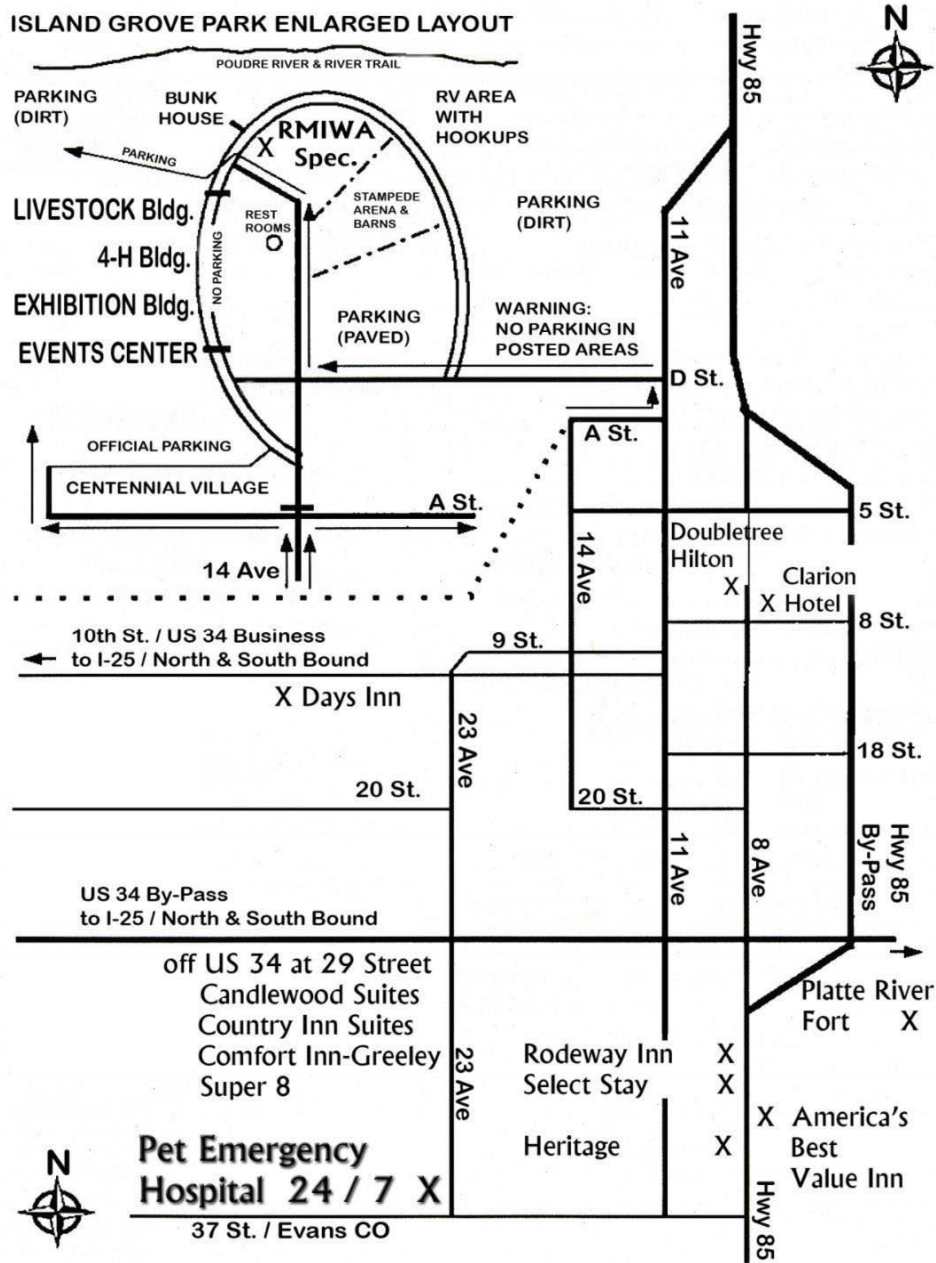 ISLAND GROVE PARK ENLARGED LAYOUT
POUDRE RIVER & RIVER TRAIL
N
Hwy 85
PARKING
(DIRT)
BUNK
HOUSE
RMIWA
X Spec.
RV AREA
WITH
HOOKUPS
PARKING
LIVESTOCK Bldg.
REST
ROOMS
STAMPEDE
ARENA &
BARNS
PARKING
(DIRT)
11 Ave
4-H Bldg.
NO PARKING
EXHIBITION Bldg.
PARKING
(PAVED)
WARNING:
NO PARKING IN
POSTED AREAS
EVENTS CENTER
D St.
A St.
OFFICIAL PARKING
CENTENNIAL VILLAGE
A St.
5 St.
14 Ave
14 Ave
Doubletree
Hilton
X
Clarion
X Hotel
8 St.
10th St. / US 34 Business
to I-25 / North & South Bound
9 St.
X Days Inn
23 Ave
18 St.
20 St.
20 St.
11 Ave
8 Ave
Hwy 85
By-Pass
US 34 By-Pass
to I-25 / North & South Bound
off US 34 at 29 Street
Candlewood Suites
Country Inn Suites
Comfort Inn-Greeley
Super 8
23 Ave
Platte River
Fort X
Rodeway Inn X
Select Stay X
Heritage X
X America's
Best
Value Inn
N
Pet Emergency
Hospital 24 / 7 X
37 St. / Evans CO
Hwy 85